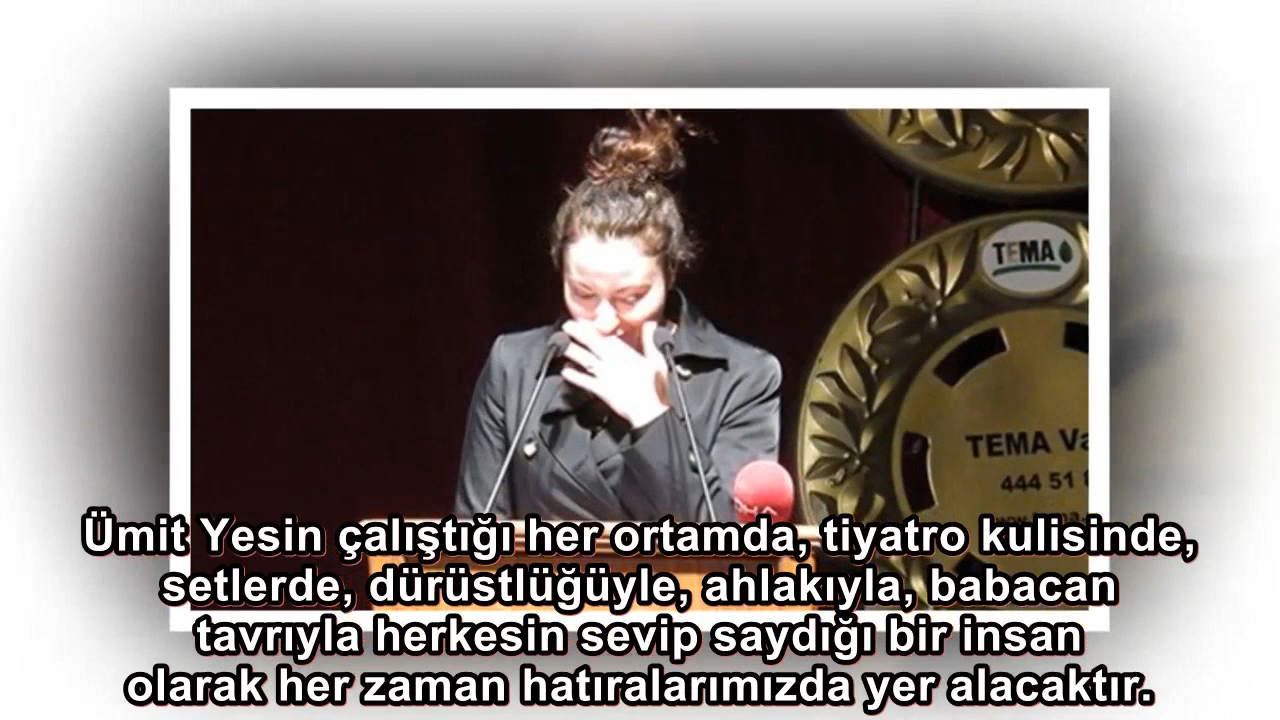 TEMA
TEMA
444 51
Ümit Yesin çalıştığı her ortamda, tiyatro kulisinde,
setlerde, dürüstlüğüyle, ahlakıyla, babacan
tavrıyla herkesin sevip saydığı bir insan
olarak her zaman hatıralarımızda yer alacaktır.